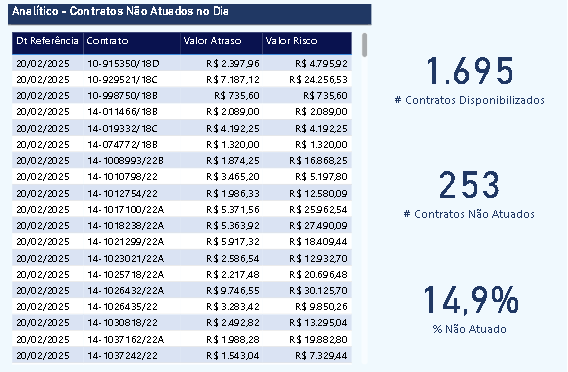 Analítico - Contratos Não Atuados no Dia
Dt Referência Contrato Valor Atraso Valor Risco
20/02/2025 10-915350/18D R$ 2.397,96 R$ 4.795,92
20/02/2025 10-929521/18C R$ 7.187,12 R$ 24.256,53
20/02/2025 10-998750/18B R$ 735,60 R$ 735,60
20/02/2025 14-011466/18B R$ 2.089,00 R$ 2.089,00
20/02/2025 14-019332/18C R$ 4.192,25 R$ 4.192,25
20/02/2025 14-074772/18B R$ 1.320,00 R$ 1.320,00
20/02/2025 14-1008993/22B R$ 1.874,25 R$ 16.868,25
20/02/2025 14-1010798/22 R$ 3.465,20 R$ 5.197,80
20/02/2025 14-1012754/22 R$ 1.986,33 R$ 12.580,09
20/02/2025 14-1017100/22A R$ 5.371,56 R$ 25.962,54
20/02/2025 14-1018238/22A R$ 5.363,92 R$ 27.490,09
20/02/2025 14-1021299/22A R$ 5.917,32 R$ 18.409,44
20/02/2025 14-1023021/22A R$ 2.586,54 R$ 12.932,70
20/02/2025 14-1025718/22A R$ 2.217,48 R$ 20.696,48
20/02/2025 14-1026432/22A R$ 9.746,55 R$ 30.125,70
20/02/2025 14-1026435/22 R$ 3.283,42 R$ 9.850,26
20/02/2025 14-1030818/22 R$ 2.492,82 R$ 13.295,04
20/02/2025 14-1037162/22A R$ 1.988,28 R$ 19.882,80
20/02/2025 14-1037242/22 R$ 1.543,04 R$ 7.329,44
1.695
# Contratos Disponibilizados
253
# Contratos Não Atuados
14,9%
% Não Atuado